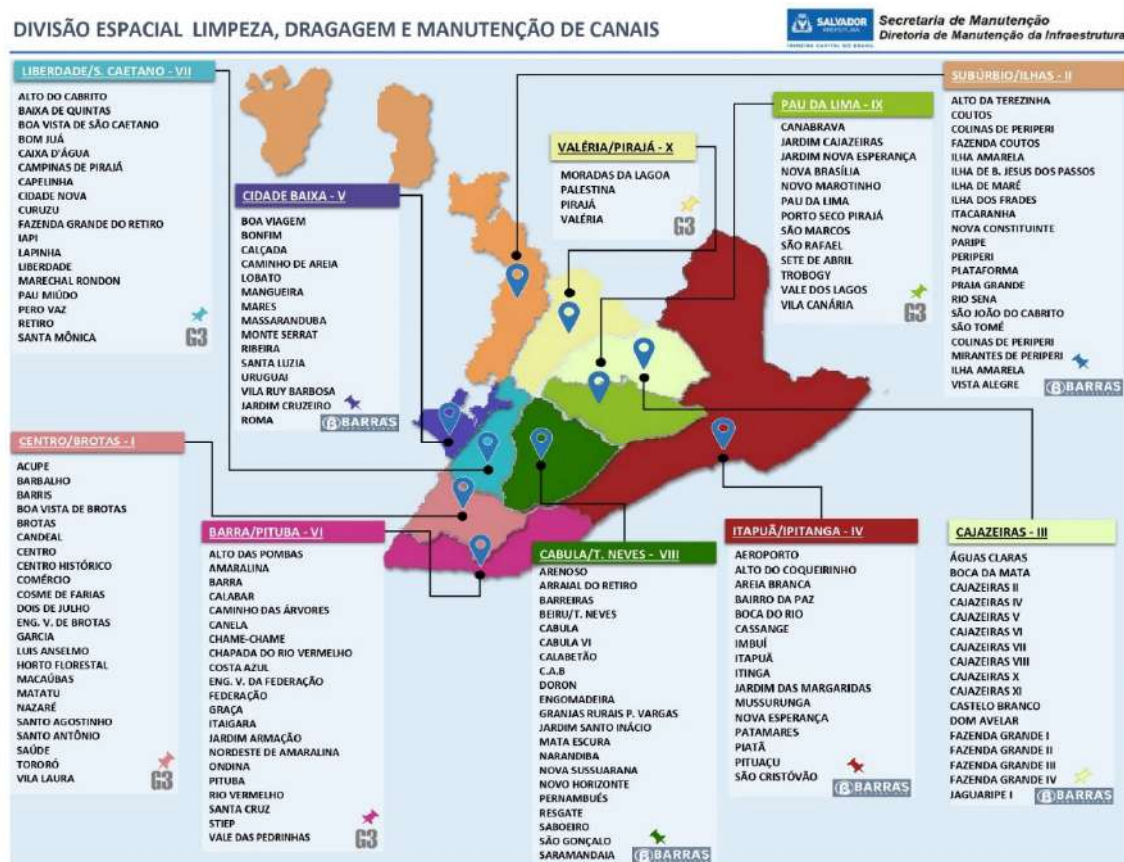 DIVISÃO ESPACIAL LIMPEZA, DRAGAGEM E MANUTENÇÃO DE CANAIS
SALVADOR
PREFEITURA
PRIMEIRA CAPITAL DO BRASIL
Secretaria de Manutenção
Diretoria de Manutenção da Infraestrutura
LIBERDADE/S. CAETANO - VII
ALTO DO CABRITO
BAIXA DE QUINTAS
BOA VISTA DE SÃO CAETANO
BOM JUÁ
CAIXA D'ÁGUA
CAMPINAS DE PIRAJÁ
CAPELINHA
CIDADE NOVA
CURUZU
FAZENDA GRANDE DO RETIRO
IAPI
LAPINHA
LIBERDADE
MARECHAL RONDON
PAU MIÚDO
PERO VAZ
RETIRO
SANTA MÔNICA
G3
CIDADE BAIXA - V
BOA VIAGEM
BONFIM
CALÇADA
CAMINHO DE AREIA
LOBATO
MANGUEIRA
MARES
MASSARANDUBA
MONTE SERRAT
RIBEIRA
SANTA LUZIA
URUGUAI
VILA RUY BARBOSA
JARDIM CRUZEIRO
ROMA
BARRAS
VALÉRIA/PIRAJÁ - X
MORADAS DA LAGOA
PALESTINA
PIRAJÁ
VALÉRIA
G3
PAU DA LIMA - IX
CANABRAVA
JARDIM CAJAZEIRAS
JARDIM NOVA ESPERANÇA
NOVA BRASÍLIA
NOVO MAROTINHO
PAU DA LIMA
PORTO SECO PIRAJÁ
SÃO MARCOS
SÃO RAFAEL
SETE DE ABRIL
TROBOGY
VALE DOS LAGOS
VILA CANÁRIA
G3
SUBÚRBIO/ILHAS - II
ALTO DA TEREZINHA
COUTOS
COLINAS DE PERIPERI
FAZENDA COUTOS
ILHA AMARELA
ILHA DE B. JESUS DOS PASSOS
ILHA DE MARÉ
ILHA DOS FRADES
ITACARANHA
NOVA CONSTITUINTE
PARIPE
PERIPERI
PLATAFORMA
PRAIA GRANDE
RIO SENA
SÃO JOÃO DO CABRITO
SÃO TOMÉ
COLINAS DE PERIPERI
MIRANTES DE PERIPERI
ILHA AMARELA
VISTA ALEGRE
BARRAS
CENTRO/BROTAS - I
ACUPE
BARBALHO
BARRIS
BOA VISTA DE BROTAS
BROTAS
CANDEAL
CENTRO
CENTRO HISTÓRICO
COMÉRCIO
COSME DE FARIAS
DOIS DE JULHO
ENG. V. DE BROTAS
GARCIA
LUIS ANSELMO
HORTO FLORESTAL
MACAÚBAS
MATATU
NAZARÉ
SANTO AGOSTINHO
SANTO ANTÔNIO
SAÚDE
TORORÓ
VILA LAURA
G3
BARRA/PITUBA - VI
ALTO DAS POMBAS
AMARALINA
BARRA
CALABAR
CAMINHO DAS ÁRVORES
CANELA
CHAME-CHAME
CHAPADA DO RIO VERMELHO
COSTA AZUL
ENG. V. DA FEDERAÇÃO
FEDERAÇÃO
GRAÇA
ITAIGARA
JARDIM ARMAÇÃO
NORDESTE DE AMARALINA
ONDINA
PITUBA
RIO VERMELHO
SANTA CRUZ
STIEP
VALE DAS PEDRINHAS
G3
CABULA/T. NEVES - VIII
ARENOSO
ARRAIAL DO RETIRO
BARREIRAS
BEIRU/T. NEVES
CABULA
CABULA VI
CALABETÃO
C.A.B
DORON
ENGOMADEIRA
GRANJAS RURAIS P. VARGAS
JARDIM SANTO INÁCIO
MATA ESCURA
NARANDIBA
NOVA SUSSUARANA
NOVO HORIZONTE
PERNAMBUÉS
RESGATE
SABOEIRO
SÃO GONÇALO
SARAMANDAIA
BARRAS
ITAPUÃ/IPITANGA - IV
AEROPORTO
ALTO DO COQUEIRINHO
AREIA BRANCA
BAIRRO DA PAZ
BOCA DO RIO
CASSANGE
IMBUÍ
ITAPUÃ
ITINGA
JARDIM DAS MARGARIDAS
MUSSURUNGA
NOVA ESPERANÇA
PATAMARES
PIATÃ
PITUAÇU
SÃO CRISTÓVÃO
BARRAS
CAJAZEIRAS - III
ÁGUAS CLARAS
BOCA DA MATA
CAJAZEIRAS II
CAJAZEIRAS IV
CAJAZEIRAS V
CAJAZEIRAS VI
CAJAZEIRAS VII
CAJAZEIRAS VIII
CAJAZEIRAS X
CAJAZEIRAS XI
CASTELO BRANCO
DOM AVELAR
FAZENDA GRANDE I
FAZENDA GRANDE II
FAZENDA GRANDE III
FAZENDA GRANDE IV
JAGUARIPE I
BARRAS